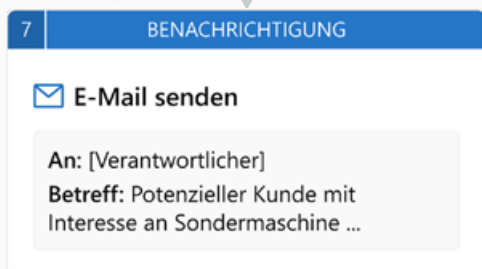 7 BENACHRICHTIGUNG
E-Mail senden
An: [Verantwortlicher]
Betreff: Potenzieller Kunde mit
Interesse an Sondermaschine ...